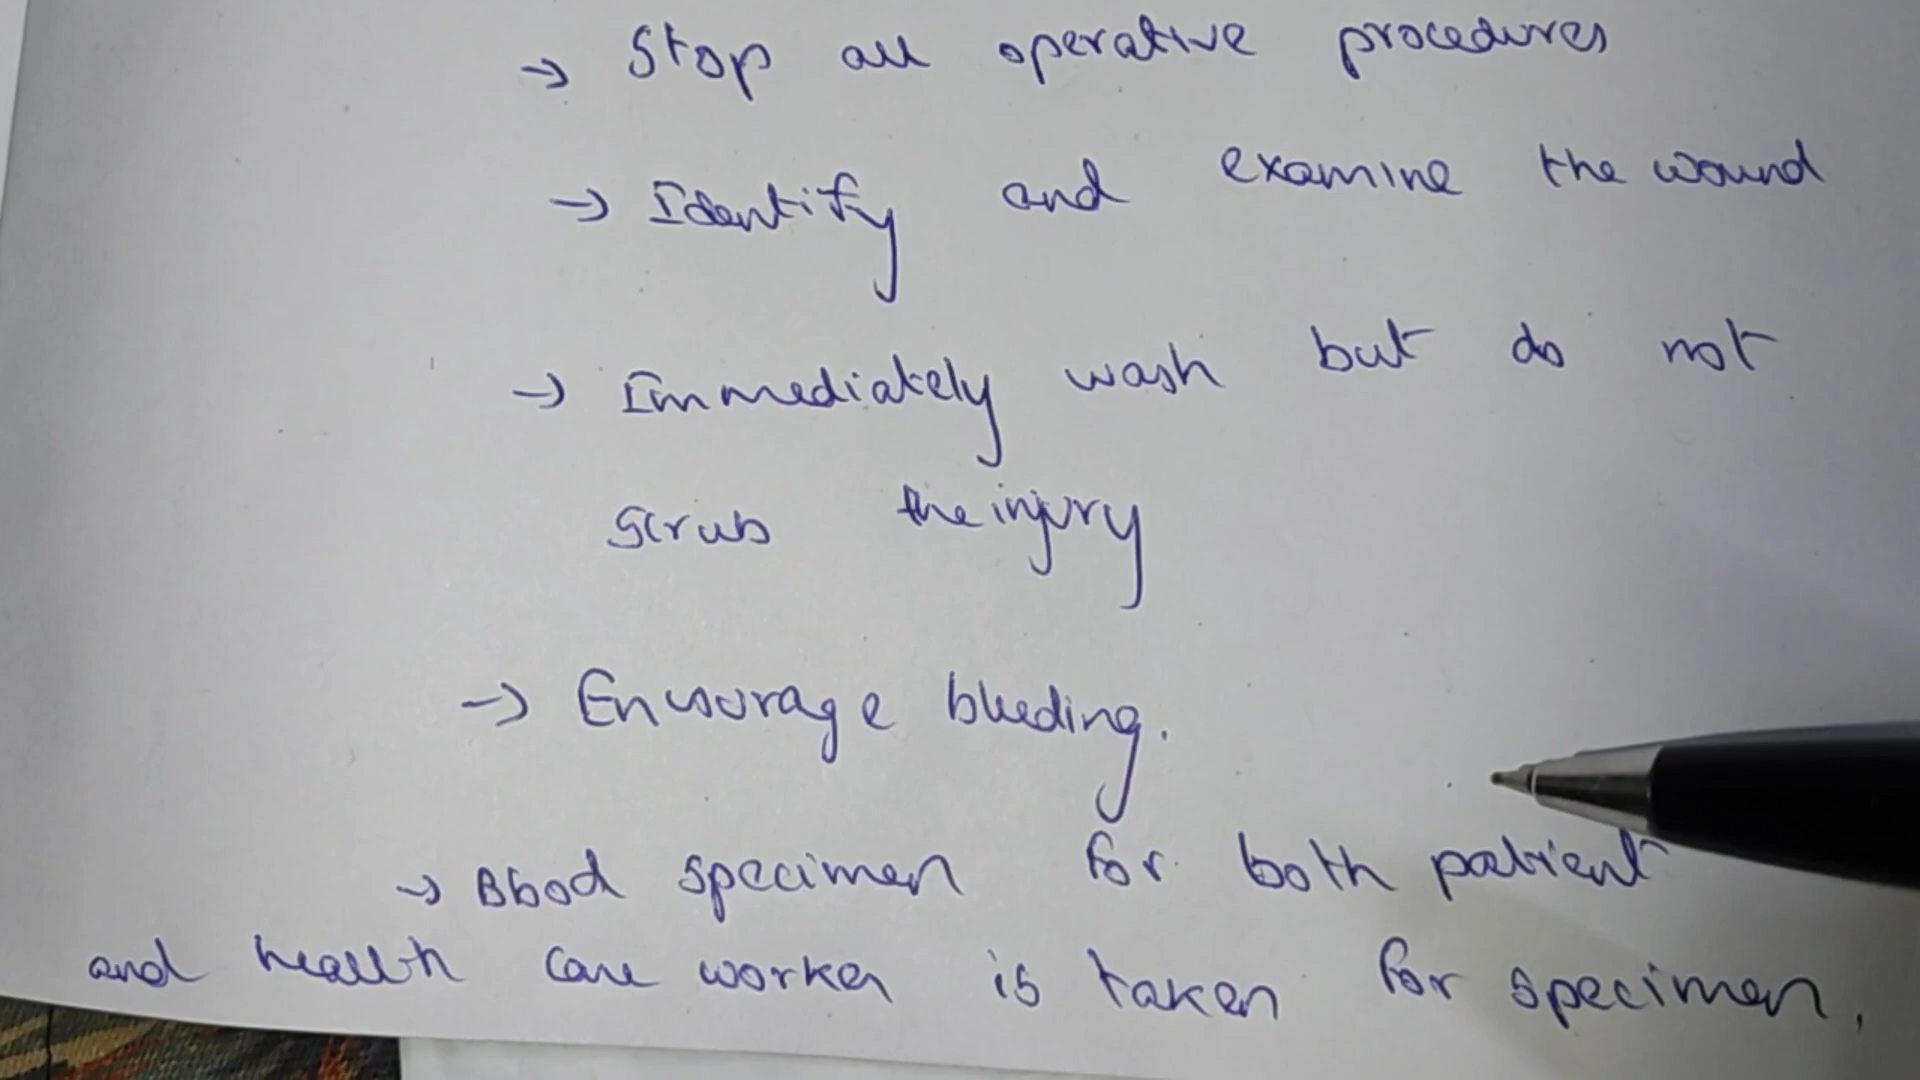 → Stop all operative procedures
→ Identify and examine the wound
→ Immediately wash but do not
scrub the injury
→ Encourage bleeding.
→ Blood specimen for both patient
and health care worker is taken for specimen.